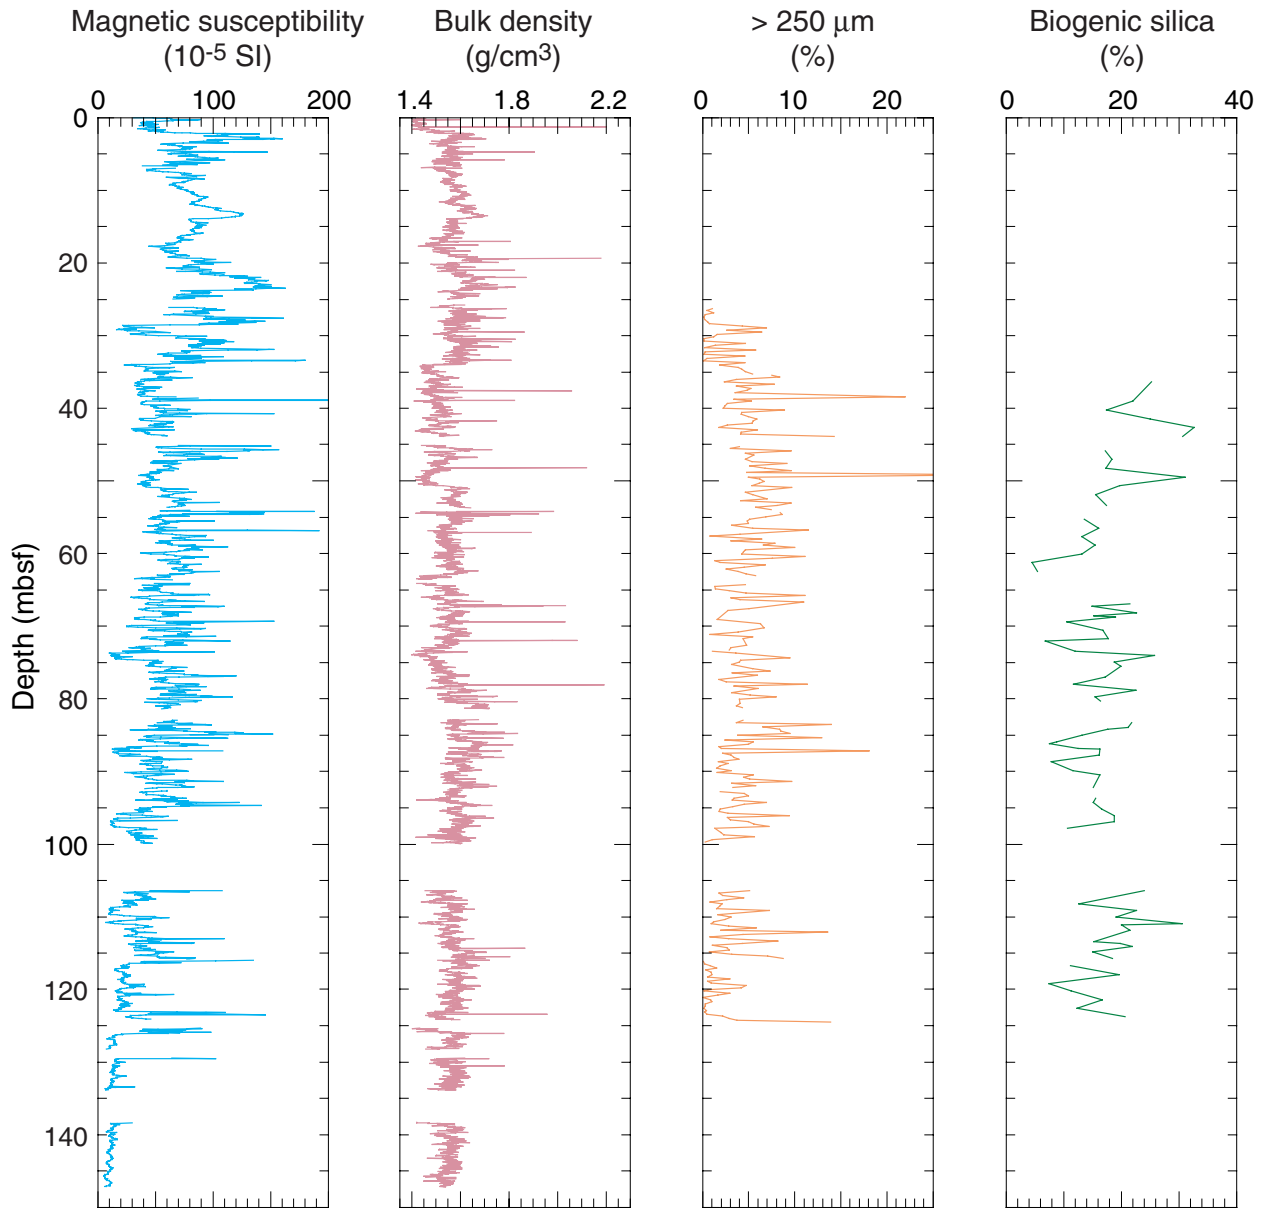 Magnetic susceptibility
(10-5 SI)
Bulk density
(g/cm3)
> 250 µm
(%)
Biogenic silica
(%)
0 100 200
1.4 1.8 2.2
0 10 20
0 20 40
Depth (mbsf)
0
20
40
60
80
100
120
140